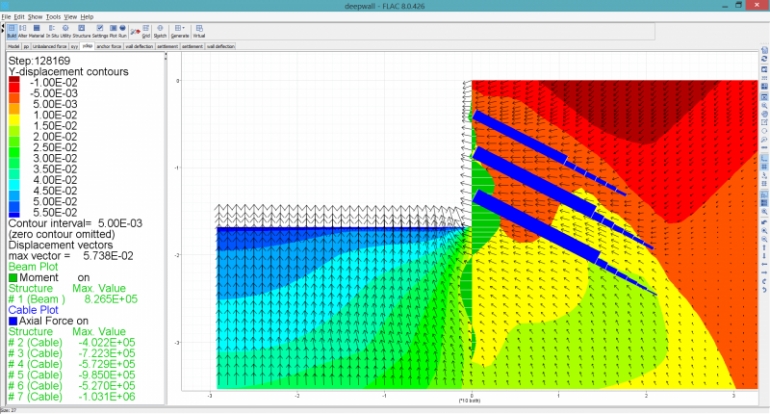 deepwall - FLAC 8.0.426
File Edit Show Tools View Help
Build Alter Material In Situ Utility Structure Settings Plot Run Sketch Generate Virtual
Model pp Unbalanced force xyy ydisp anchor force wall deflection settlement settlement wall deflection
Step:128169
Y-displacement contours
-1.00E-02
-5.00E-03
5.00E-03
1.00E-02
1.50E-02
2.00E-02
2.50E-02
3.00E-02
3.50E-02
4.00E-02
4.50E-02
5.00E-02
5.50E-02
Contour interval= 5.00E-03
(zero contour omitted)
Displacement vectors
max vector = 5.738E-02
Beam Plot
Moment on
Structure Max. Value
# 1 (Beam ) 8.265E+05
Cable Plot
Axial Force on
Structure Max. Value
# 2 (Cable) -4.022E+05
# 3 (Cable) -7.223E+05
# 4 (Cable) -5.729E+05
# 5 (Cable) -9.850E+05
# 6 (Cable) -5.270E+05
# 7 (Cable) -1.031E+06
0
-1
-2
-3
-3 -2 -1 0 1 2 3